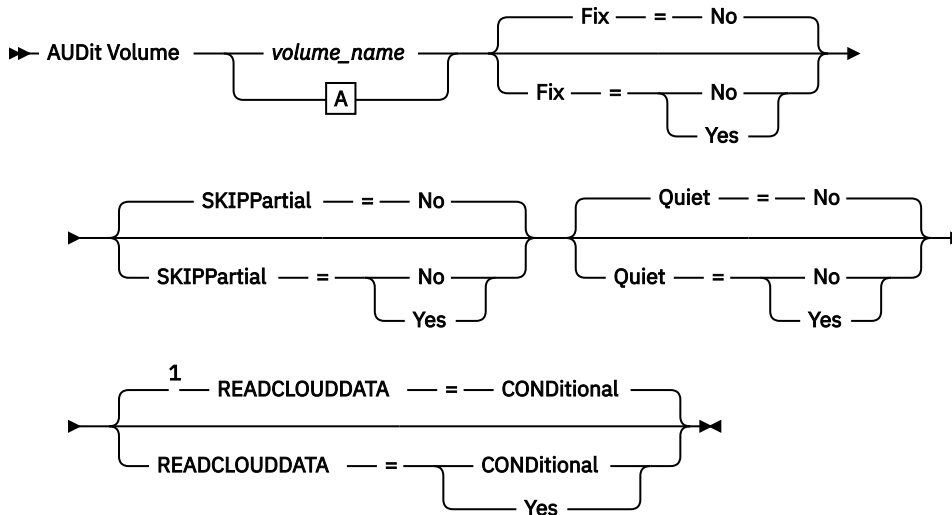 Fix = No
AUDit Volume volume_name
A
Fix = No
Yes
SKIPPartial = No
Quiet = No
SKIPPartial = No
Yes
Quiet = No
Yes
1
READCLOUDDATA = CONDitional
READCLOUDDATA = CONDitional
Yes